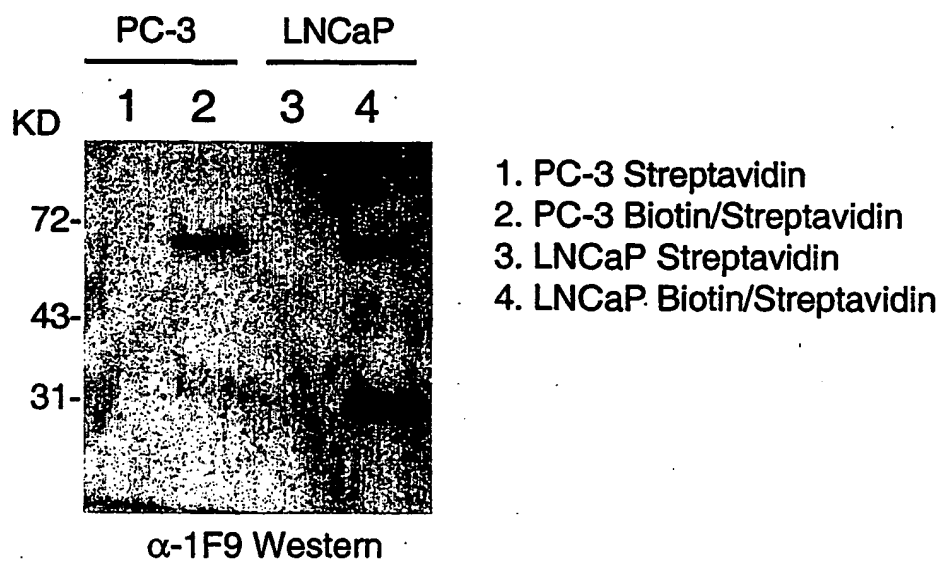 PC-3 LNCaP
1 2 3 4
KD
72-
43-
31-
1. PC-3 Streptavidin
2. PC-3 Biotin/Streptavidin
3. LNCaP Streptavidin
4. LNCaP Biotin/Streptavidin
α-1F9 Western